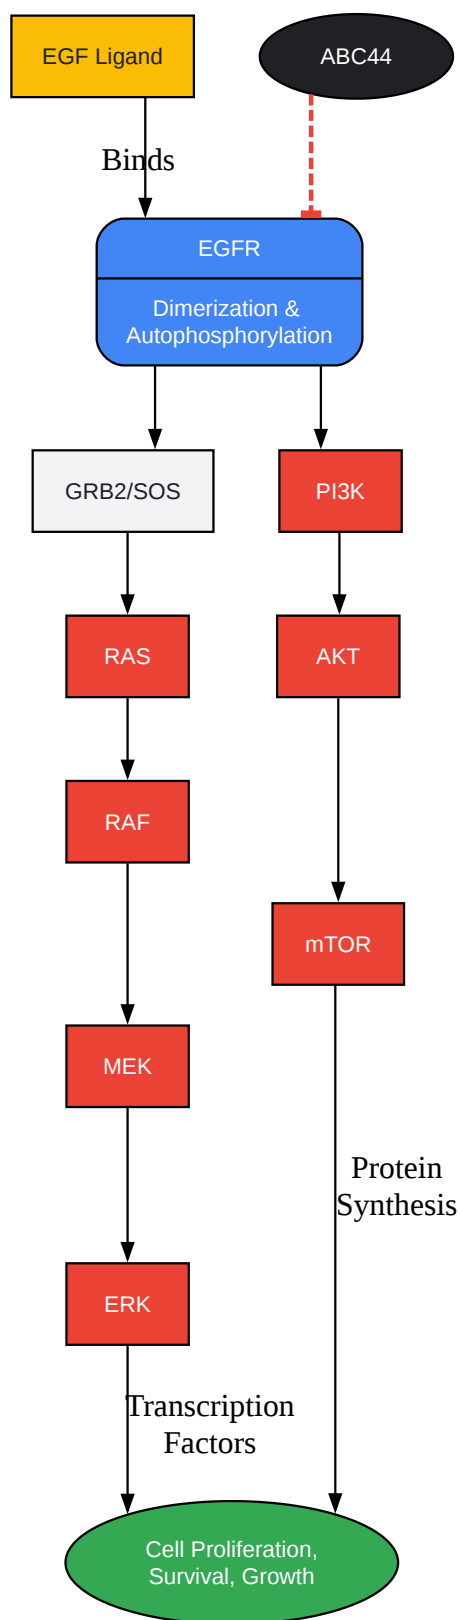 EGF Ligand
ABC44
Binds
EGFR
Dimerization &
Autophosphorylation
GRB2/SOS
PI3K
RAS
AKT
RAF
mTOR
MEK
Protein
Synthesis
ERK
Transcription
Factors
Cell Proliferation,
Survival, Growth